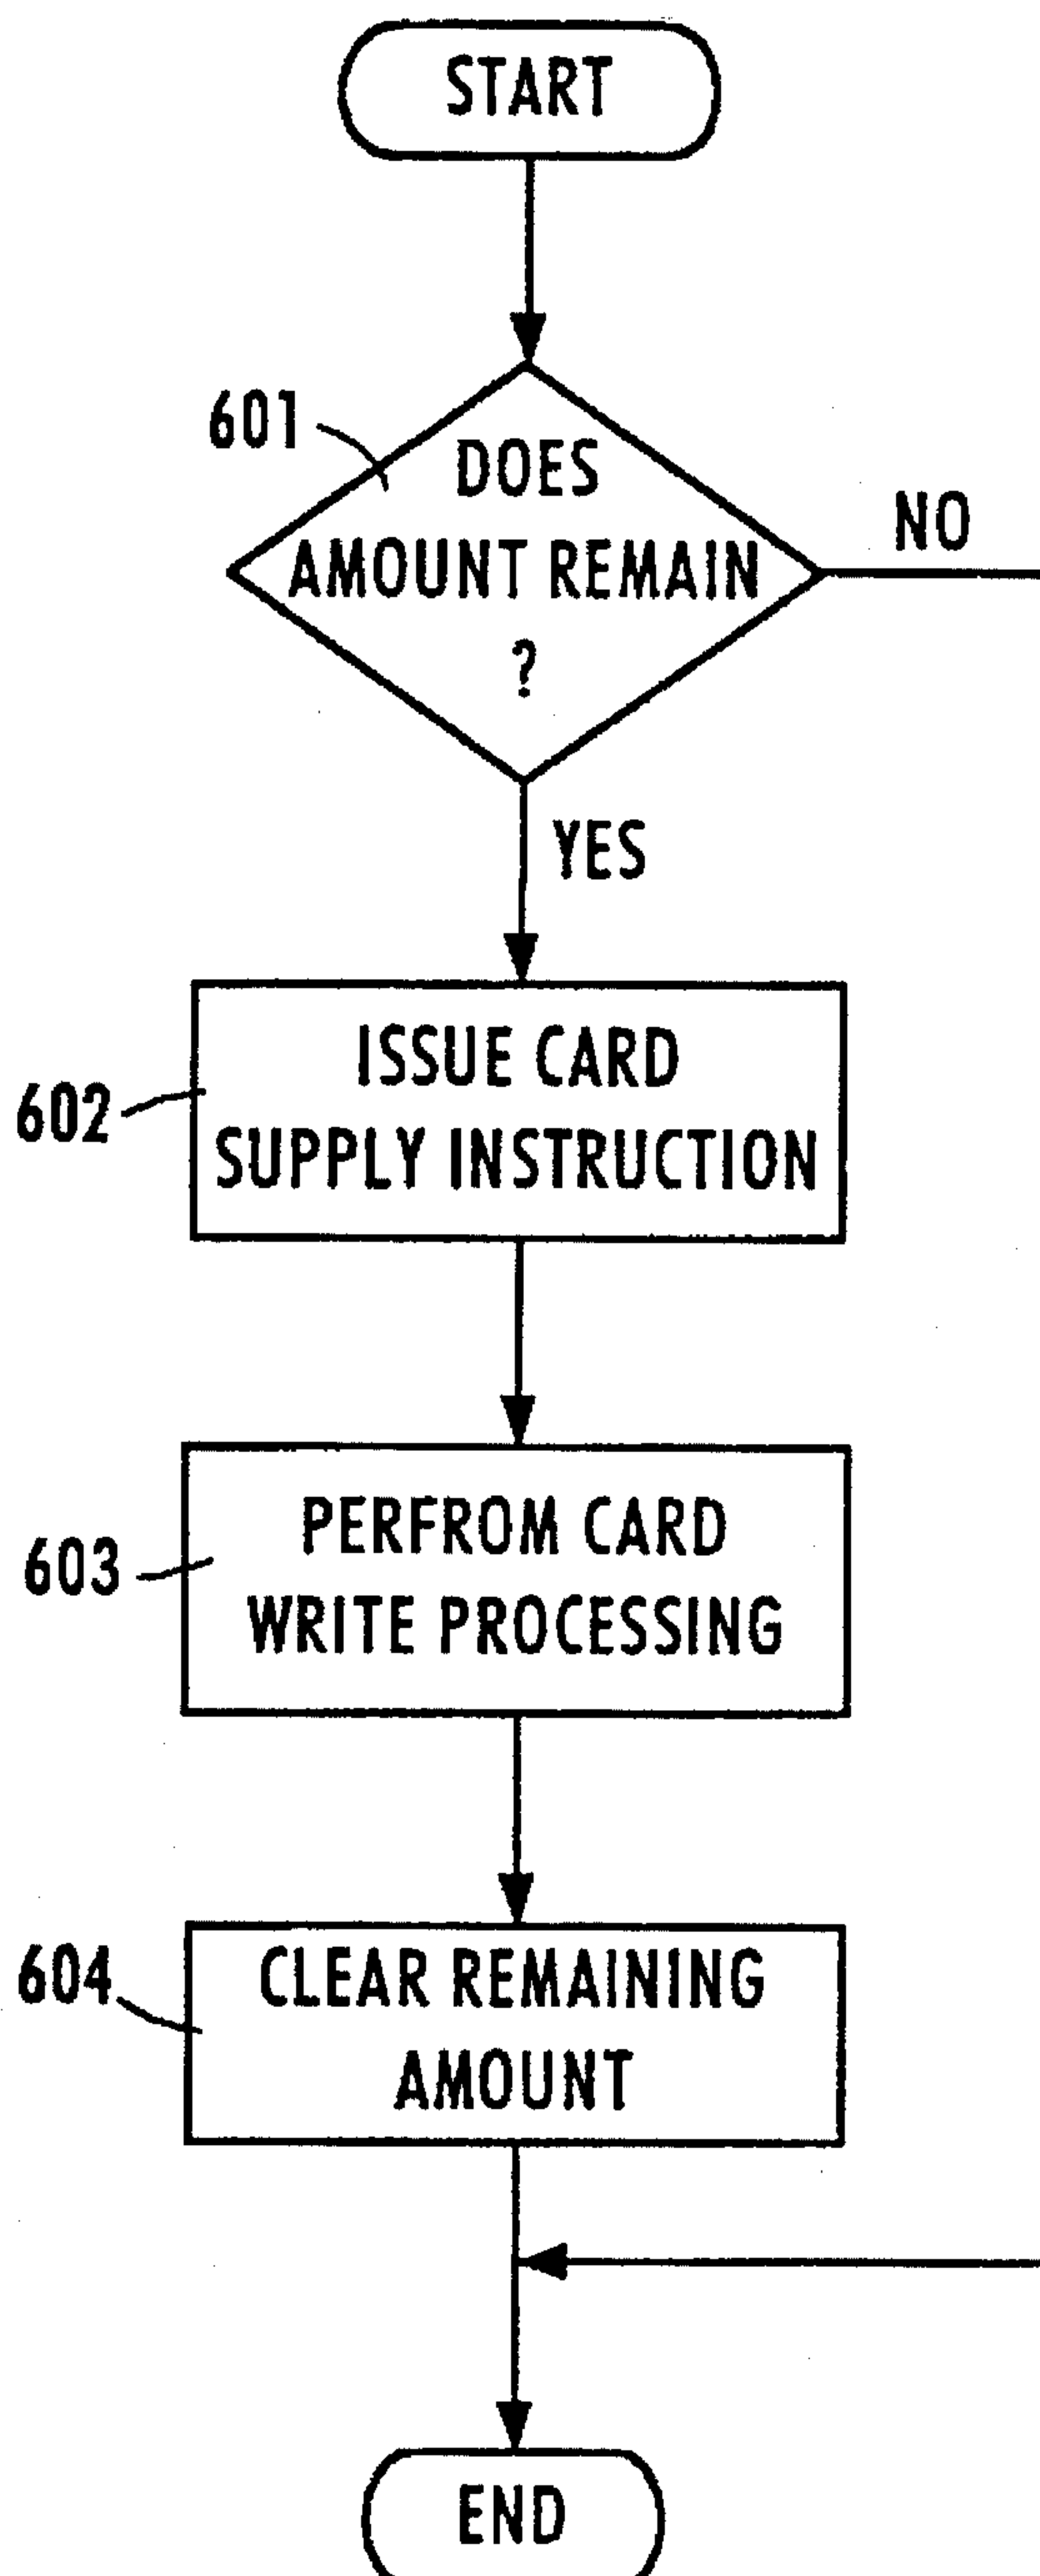 START
601
DOES
AMOUNT REMAIN
?
NO
YES
ISSUE CARD
SUPPLY INSTRUCTION
602
PERFROM CARD
WRITE PROCESSING
603
604
CLEAR REMAINING
AMOUNT
END